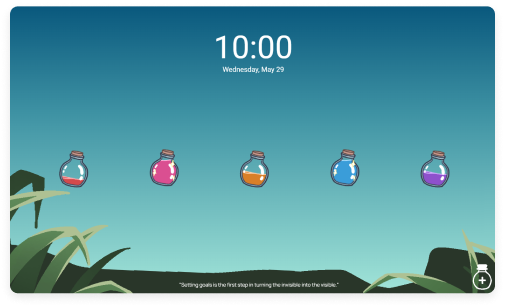 10:00
Wednesday, May 29
"Setting goals is the first step in turning the invisible into the visible."